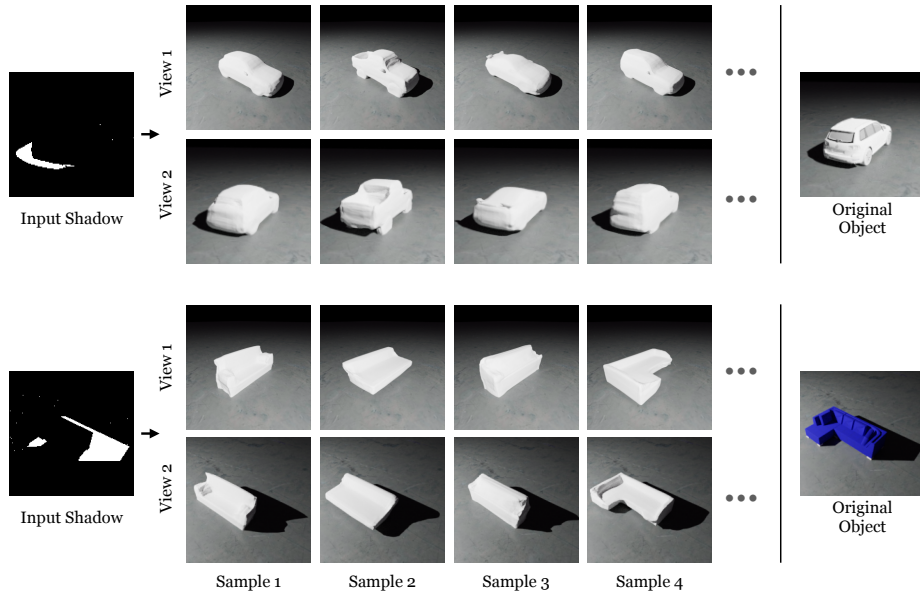 View 1
Input Shadow
View 2
Original
Object
View 1
Input Shadow
View 2
Original
Object
Sample 1
Sample 2
Sample 3
Sample 4